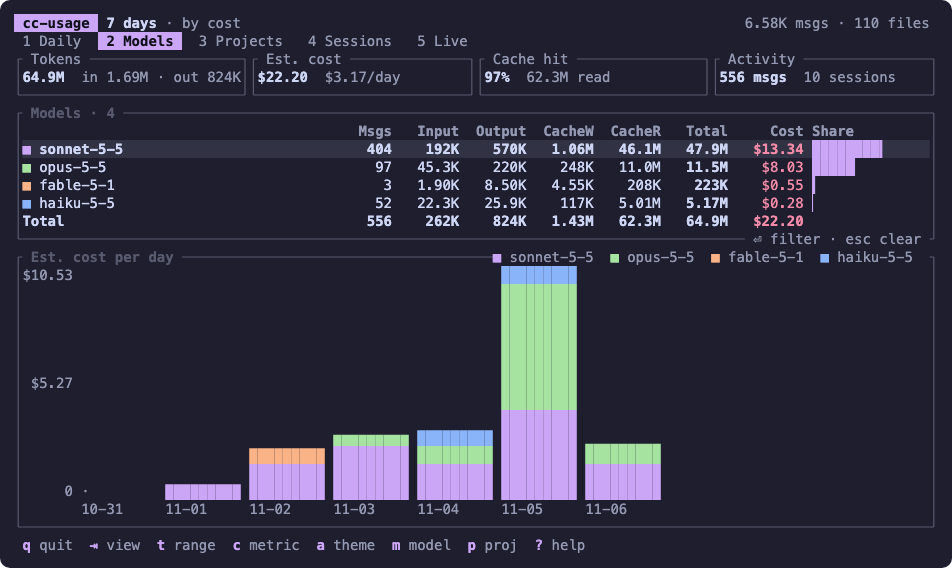 cc-usage 7 days · by cost 6.58K msgs · 110 files
1 Daily 2 Models 3 Projects 4 Sessions 5 Live
Tokens Est. cost Cache hit Activity
64.9M in 1.69M · out 824K $22.20 $3.17/day 97% 62.3M read 556 msgs 10 sessions
Models · 4
Msgs Input Output CacheW CacheR Total Cost Share
sonnet-5-5 404 192K 570K 1.06M 46.1M 47.9M $13.34
opus-5-5 97 45.3K 220K 248K 11.0M 11.5M $8.03
fable-5-1 3 1.90K 8.50K 4.55K 208K 223K $0.55
haiku-5-5 52 22.3K 25.9K 117K 5.01M 5.17M $0.28
Total 556 262K 824K 1.43M 62.3M 64.9M $22.20
⏎ filter · esc clear
Est. cost per day sonnet-5-5 opus-5-5 fable-5-1 haiku-5-5
$10.53
$5.27
0 ·
10-31 11-01 11-02 11-03 11-04 11-05 11-06
q quit ⇥ view t range c metric a theme m model p proj ? help